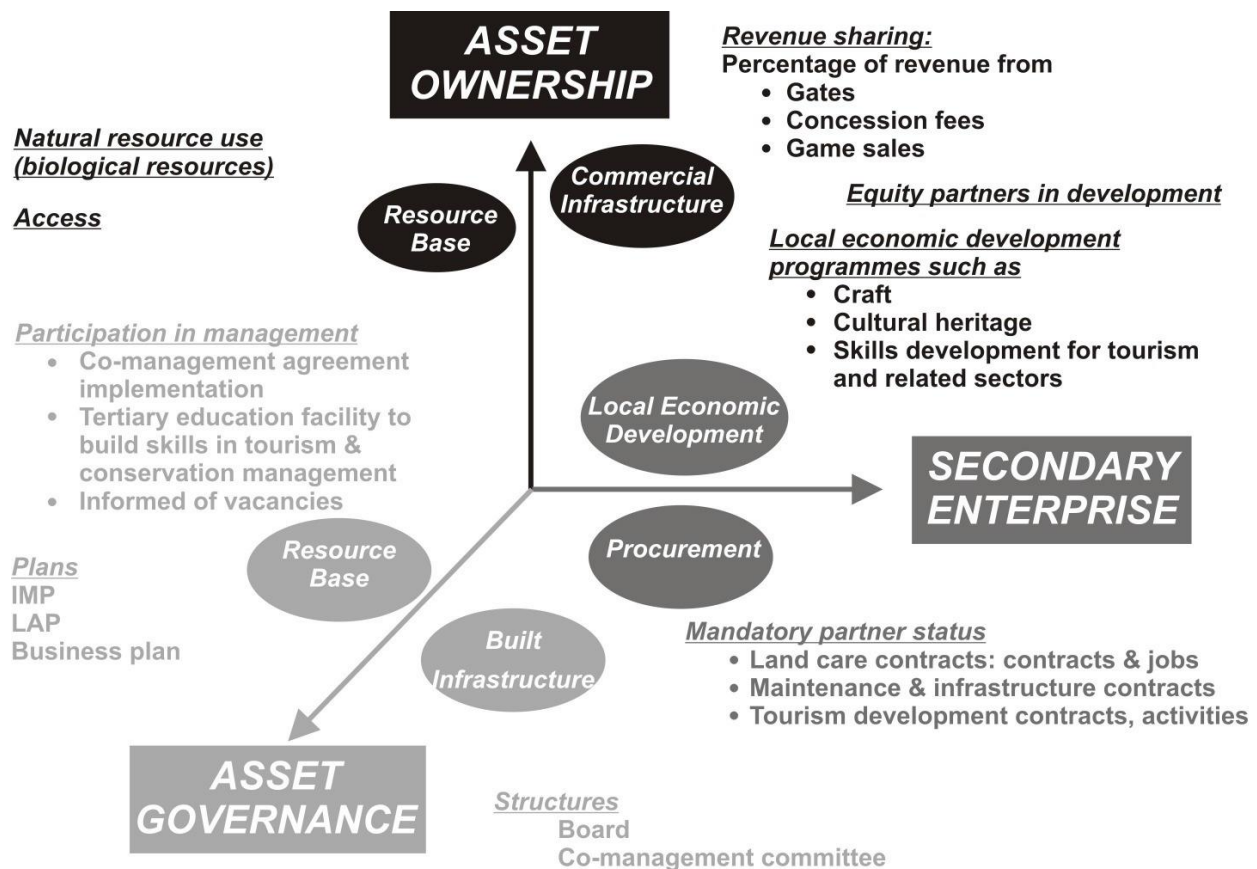 ASSET
OWNERSHIP
Revenue sharing:
Percentage of revenue from
• Gates
• Concession fees
• Game sales
Natural resource use
(biological resources)
Access
Resource
Base
Commercial
Infrastructure
Equity partners in development
Local economic development
programmes such as
• Craft
• Cultural heritage
• Skills development for tourism
and related sectors
Participation in management
• Co-management agreement
implementation
• Tertiary education facility to
build skills in tourism &
conservation management
• Informed of vacancies
Local Economic
Development
SECONDARY
ENTERPRISE
Procurement
Resource
Base
Plans
IMP
LAP
Business plan
Built
Infrastructure
Mandatory partner status
• Land care contracts: contracts & jobs
• Maintenance & infrastructure contracts
• Tourism development contracts, activities
ASSET
GOVERNANCE
Structures
Board
Co-management committee